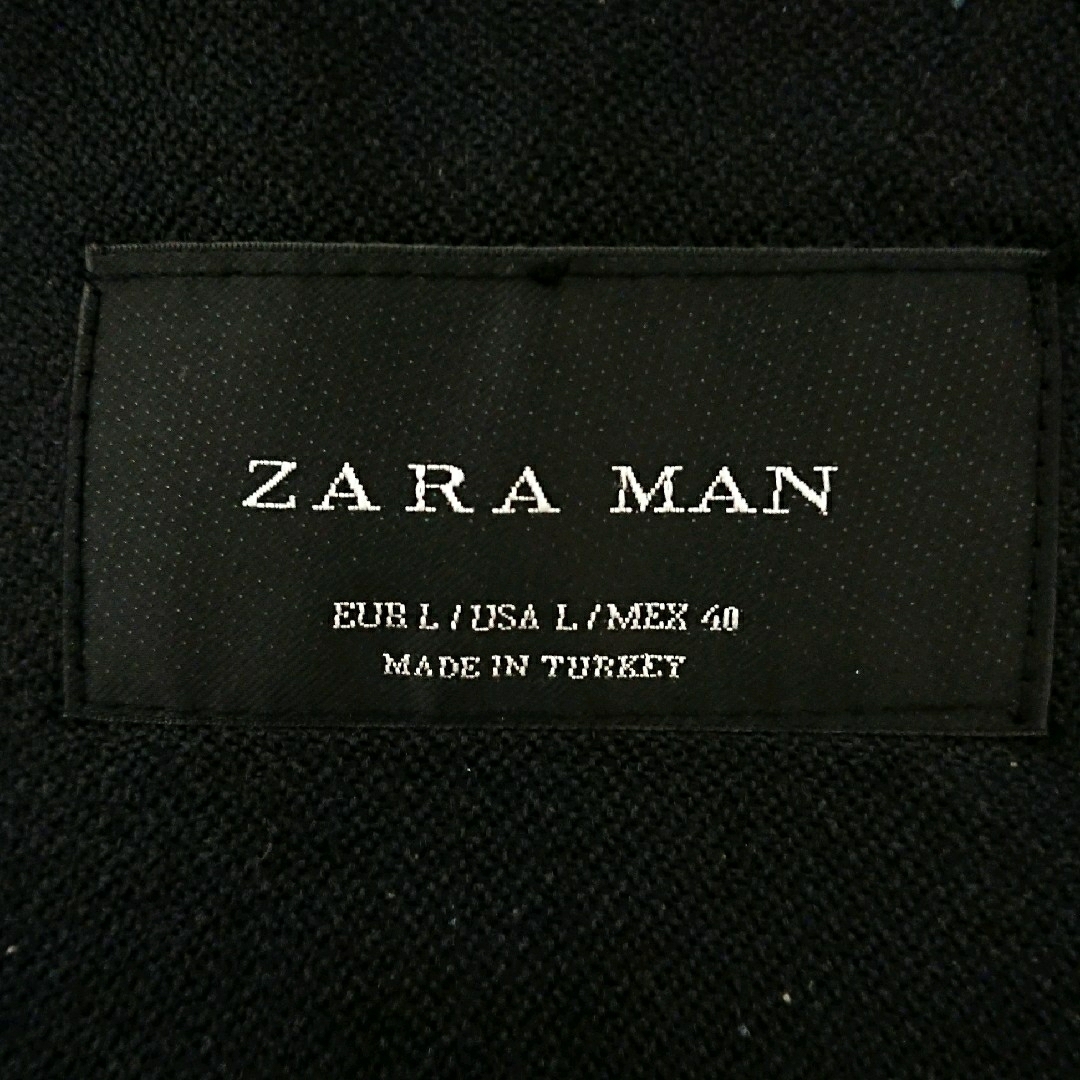 ZARA MAN
EUR L / USA L / MEX 40
MADE IN TURKEY